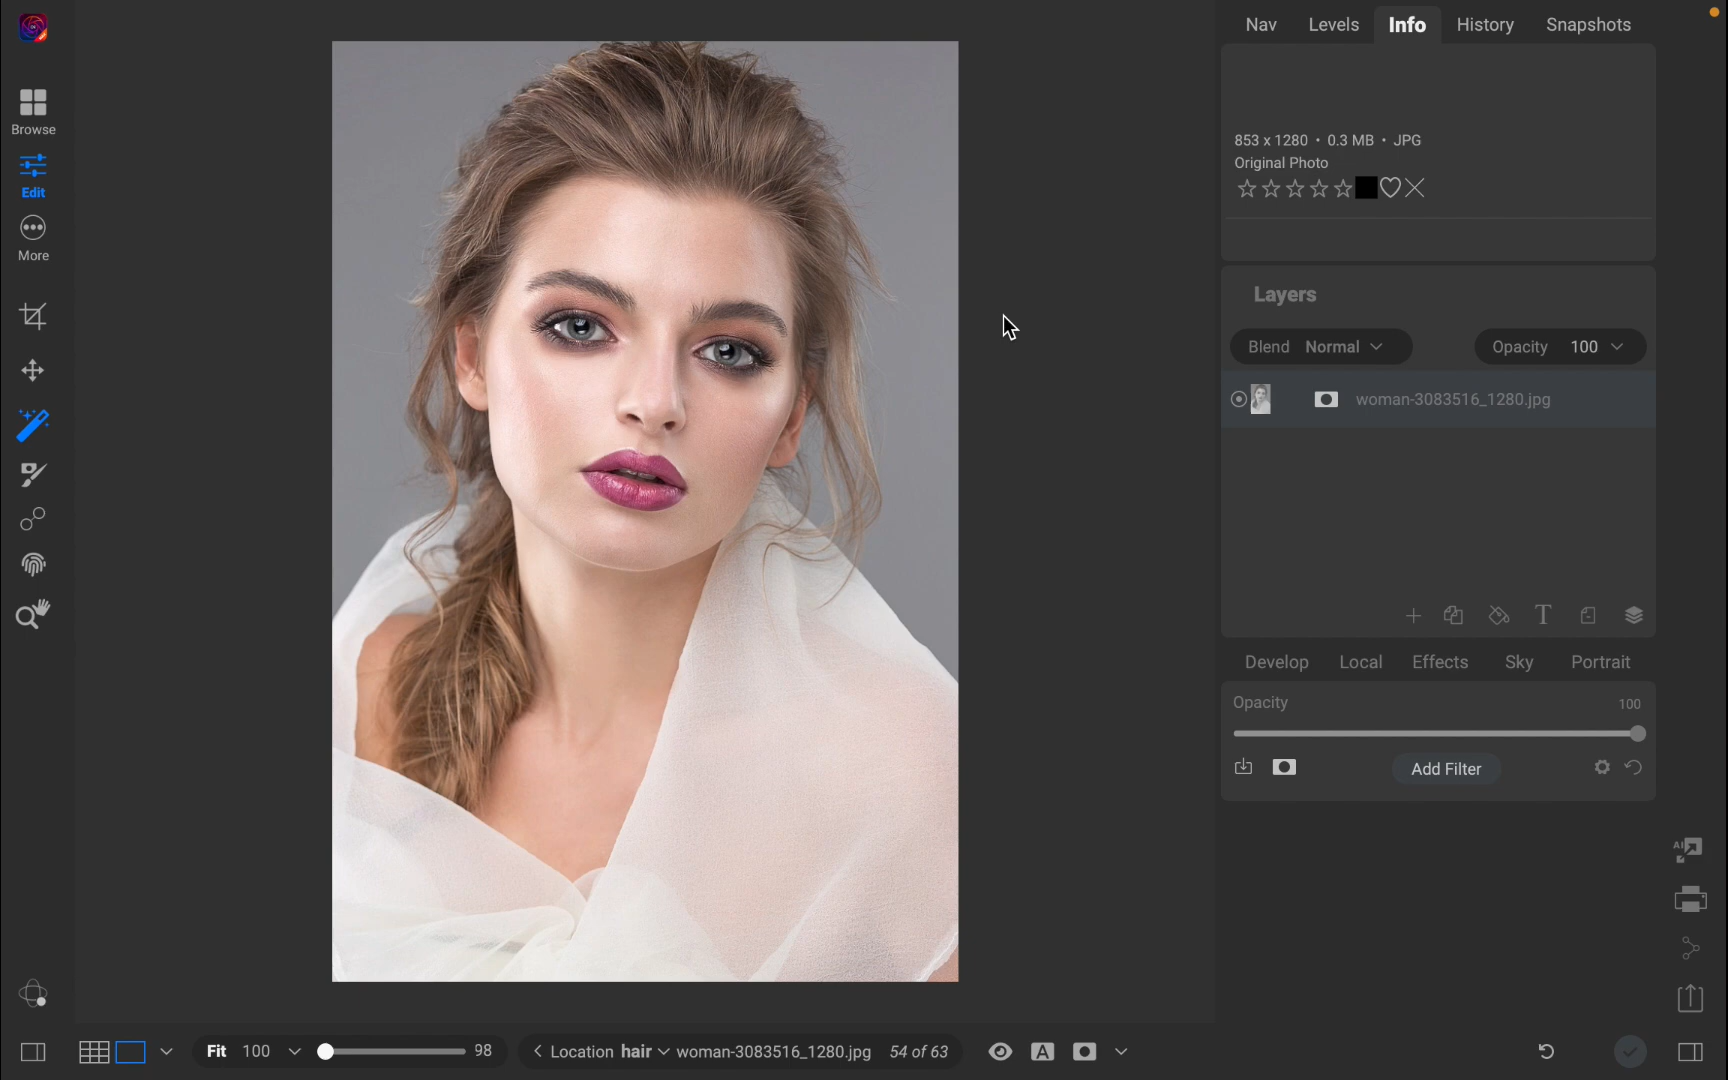 Nav Levels Info History Snapshots
Browse
Edit
More
853 x 1280 • 0.3 MB • JPG
Original Photo
Layers
Blend Normal Opacity 100
woman-3083516_1280.jpg
T
Develop Local Effects Sky Portrait
Opacity 100
Add Filter
AI
Fit 100 98 Location hair woman-3083516_1280.jpg 54 of 63 A